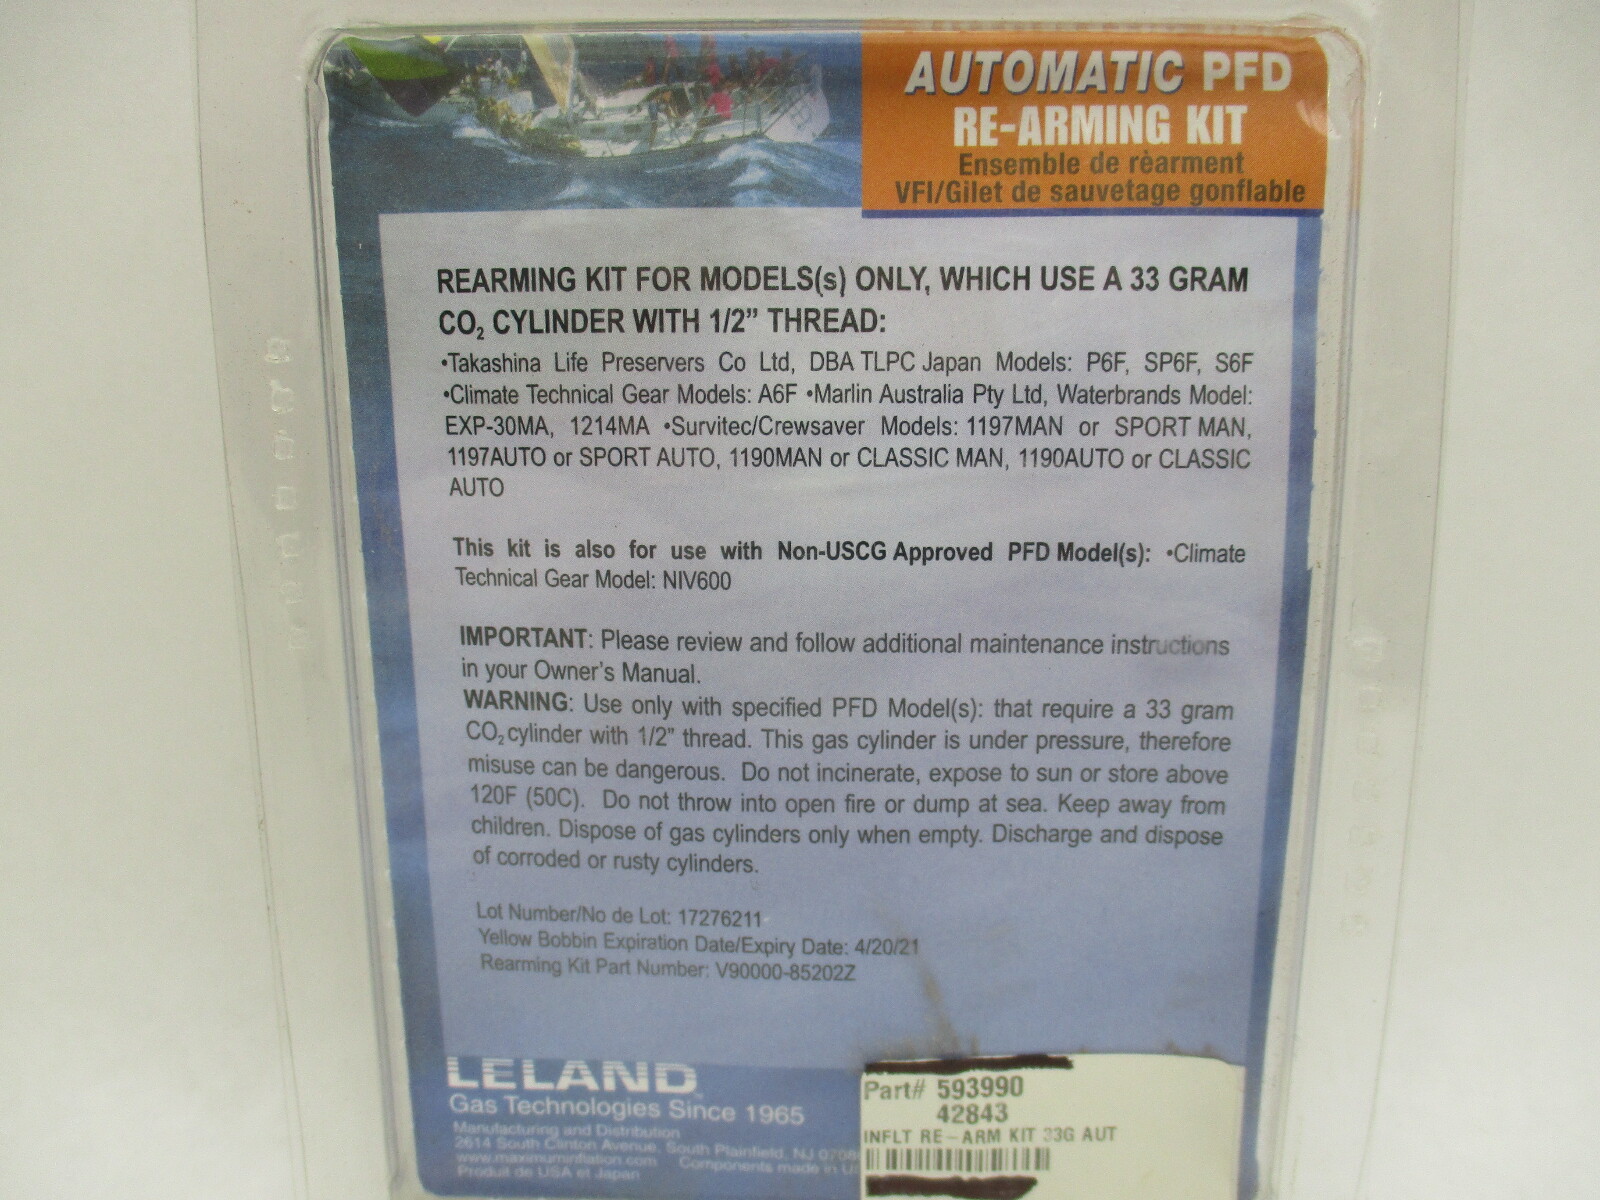 AUTOMATIC PFD
RE-ARMING KIT
Ensemble de rèarment
VFI/Gilet de sauvetage gonflable
REARMING KIT FOR MODELS(s) ONLY, WHICH USE A 33 GRAM
CO₂ CYLINDER WITH 1/2” THREAD:
•Takashina Life Preservers Co Ltd, DBA TLPC Japan Models: P6F, SP6F, S6F
•Climate Technical Gear Models: A6F •Marlin Australia Pty Ltd, Waterbrands Model:
EXP-30MA, 1214MA •Survitec/Crewsaver Models: 1197MAN or SPORT MAN,
1197AUTO or SPORT AUTO, 1190MAN or CLASSIC MAN, 1190AUTO or CLASSIC
AUTO
This kit is also for use with Non-USCG Approved PFD Model(s): •Climate
Technical Gear Model: NIV600
IMPORTANT: Please review and follow additional maintenance instructions
in your Owner’s Manual.
WARNING: Use only with specified PFD Model(s): that require a 33 gram
CO₂ cylinder with 1/2” thread. This gas cylinder is under pressure, therefore
misuse can be dangerous. Do not incinerate, expose to sun or store above
120F (50C). Do not throw into open fire or dump at sea. Keep away from
children. Dispose of gas cylinders only when empty. Discharge and dispose
of corroded or rusty cylinders.
Lot Number/No de Lot: 17276211
Yellow Bobbin Expiration Date/Expiry Date: 4/20/21
Rearming Kit Part Number: V90000-85202Z
LELAND™
Gas Technologies Since 1965
Manufacturing and Distribution
2614 South Clinton Avenue, South Plainfield, NJ
www.maximuminflation.com Components made in
Produit de USA et Japan
Part# 593990
42843
INFLT RE-ARM KIT 33G AUT